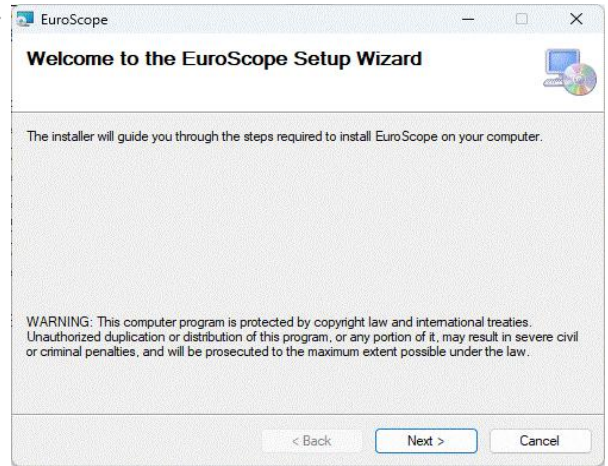 EuroScope
Welcome to the EuroScope Setup Wizard
The installer will guide you through the steps required to install EuroScope on your computer.
WARNING: This computer program is protected by copyright law and international treaties.
Unauthorized duplication or distribution of this program, or any portion of it, may result in severe civil
or criminal penalties, and will be prosecuted to the maximum extent possible under the law.
< Back Next > Cancel